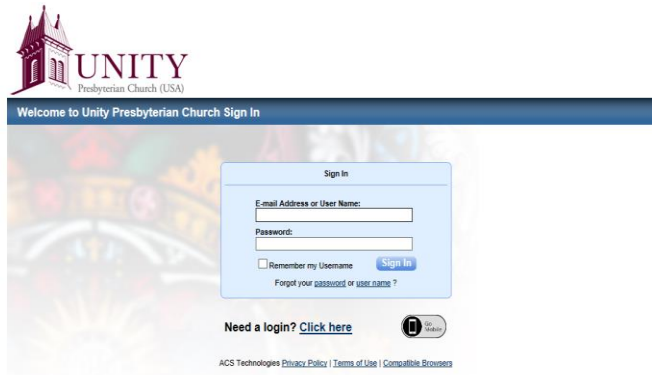 UNITY
Presbyterian Church (USA)
Welcome to Unity Presbyterian Church Sign In
Sign In
E-mail Address or User Name:
Password:
Remember my Username Sign In
Forgot your password or user name ?
Need a login? Click here Go Mobile
ACS Technologies Privacy Policy | Terms of Use | Compatible Browsers